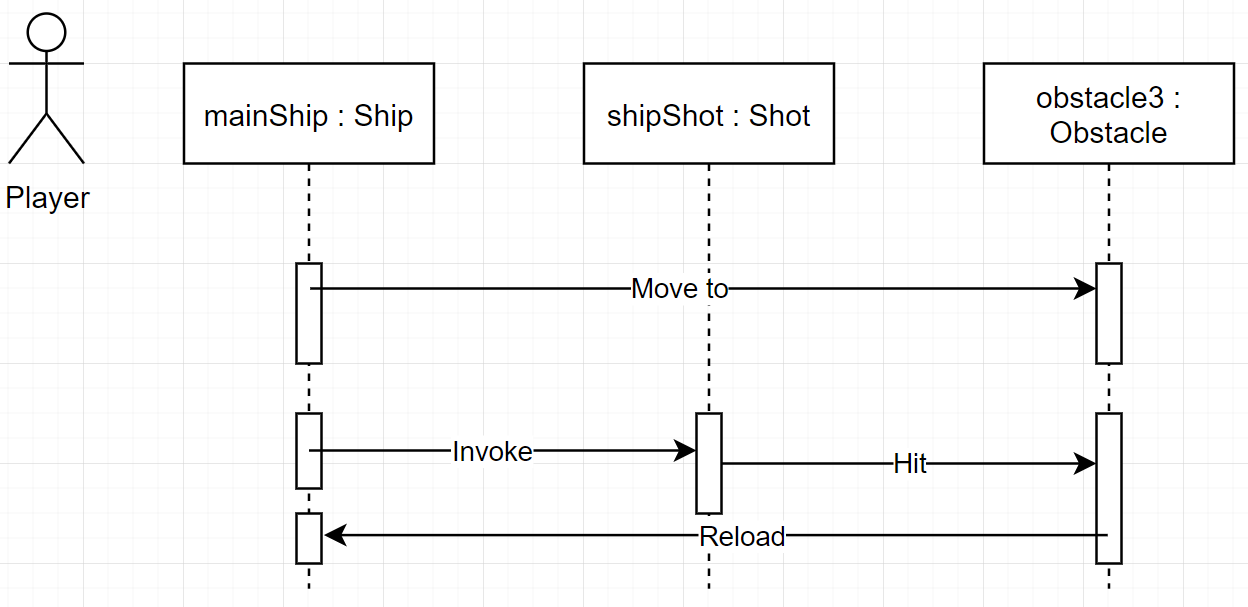 Player
mainShip : Ship
shipShot : Shot
obstacle3 :
Obstacle
Move to
Invoke
Hit
Reload